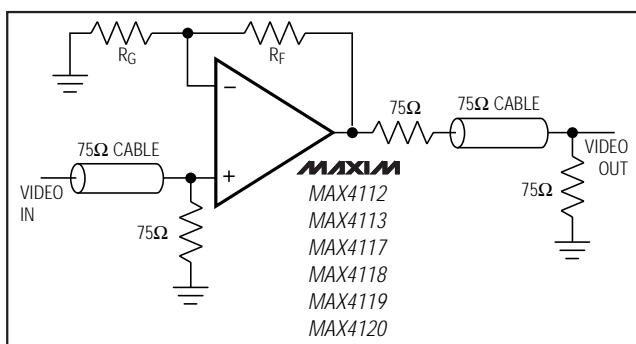 R_G
R_F
75Ω
75Ω CABLE
75Ω CABLE
VIDEO IN
VIDEO OUT
75Ω
75Ω
MAXIM
MAX4112
MAX4113
MAX4117
MAX4118
MAX4119
MAX4120